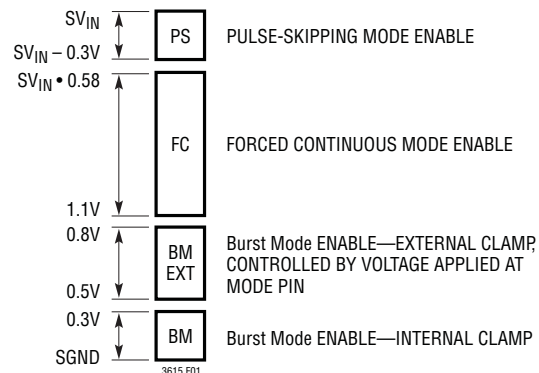 SVIN
SVIN – 0.3V
PS
PULSE-SKIPPING MODE ENABLE
SVIN • 0.58
1.1V
FC
FORCED CONTINUOUS MODE ENABLE
0.8V
0.5V
BM
EXT
Burst Mode ENABLE—EXTERNAL CLAMP,
CONTROLLED BY VOLTAGE APPLIED AT
MODE PIN
0.3V
SGND
BM
Burst Mode ENABLE—INTERNAL CLAMP
3615 F01